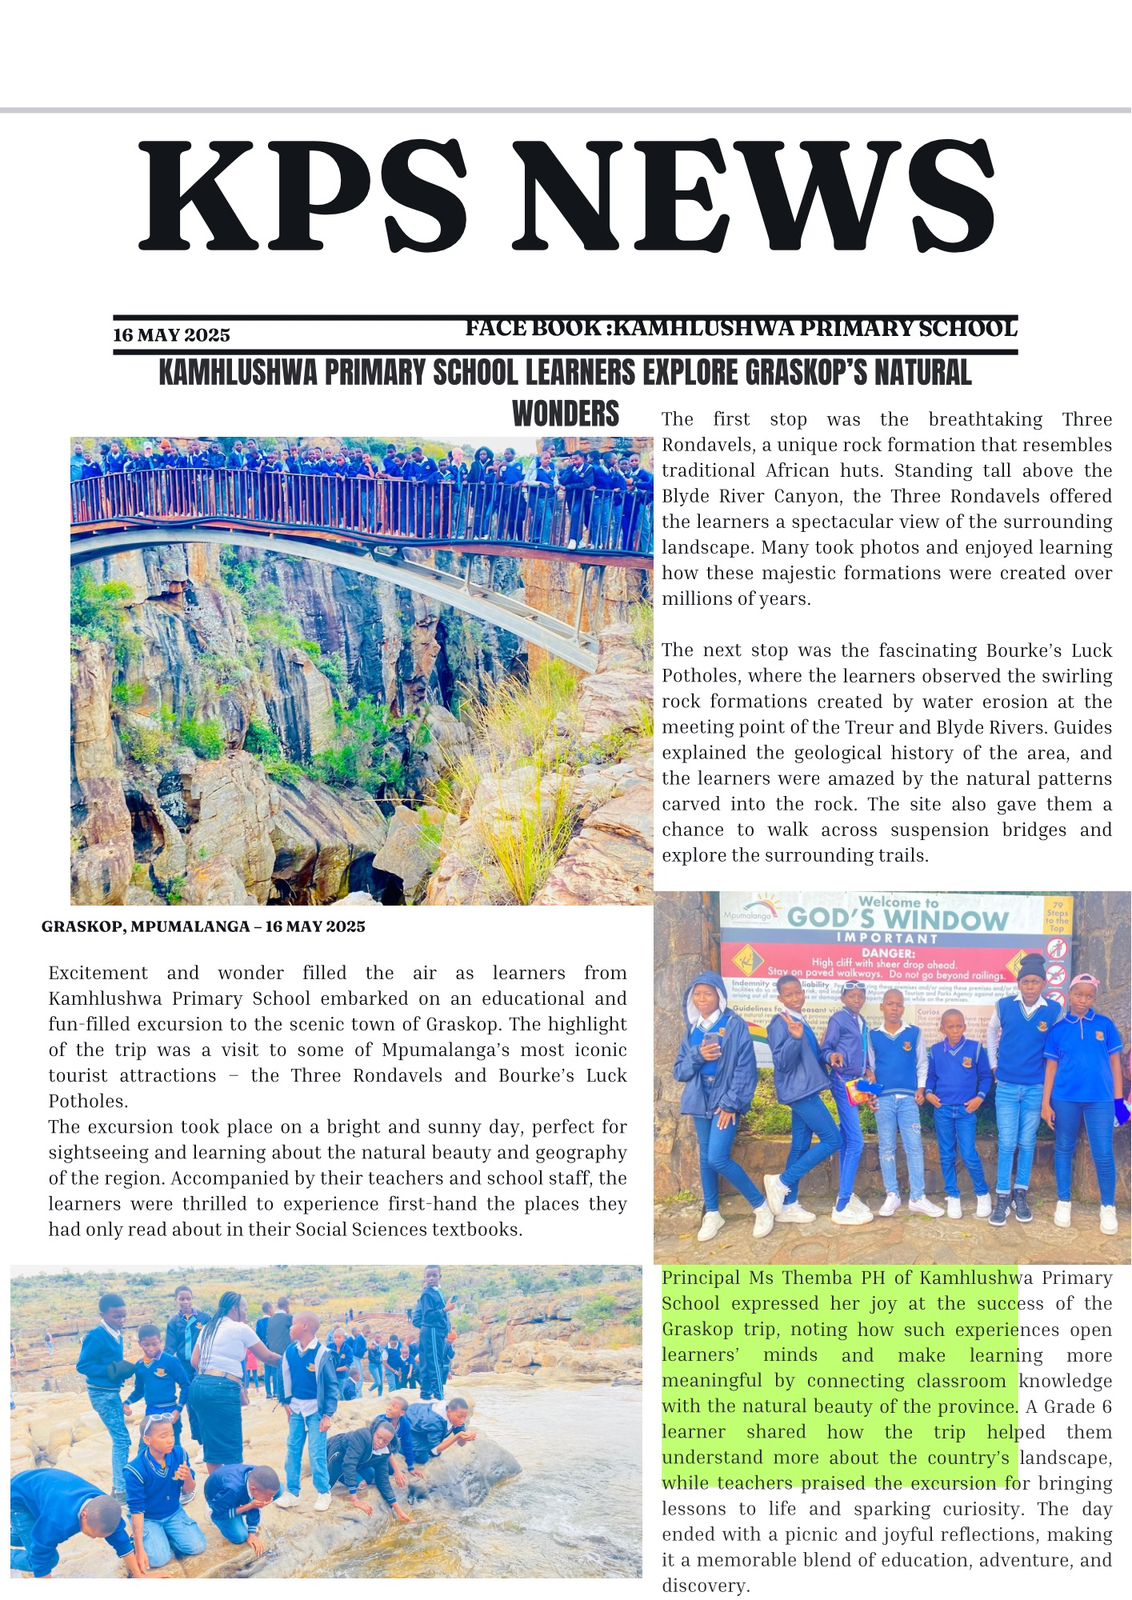 KPS NEWS
16 MAY 2025
FACE BOOK :KAMHLUSHWA PRIMARY SCHOOL
KAMHLUSHWA PRIMARY SCHOOL LEARNERS EXPLORE GRASKOP’S NATURAL
WONDERS
GRASKOP, MPUMALANGA – 16 MAY 2025
Excitement and wonder filled the air as learners from
Kamhlushwa Primary School embarked on an educational and
fun-filled excursion to the scenic town of Graskop. The highlight
of the trip was a visit to some of Mpumalanga’s most iconic
tourist attractions – the Three Rondavels and Bourke’s Luck
Potholes.
The excursion took place on a bright and sunny day, perfect for
sightseeing and learning about the natural beauty and geography
of the region. Accompanied by their teachers and school staff, the
learners were thrilled to experience first-hand the places they
had only read about in their Social Sciences textbooks.
The first stop was the breathtaking Three
Rondavels, a unique rock formation that resembles
traditional African huts. Standing tall above the
Blyde River Canyon, the Three Rondavels offered
the learners a spectacular view of the surrounding
landscape. Many took photos and enjoyed learning
how these majestic formations were created over
millions of years.
The next stop was the fascinating Bourke’s Luck
Potholes, where the learners observed the swirling
rock formations created by water erosion at the
meeting point of the Treur and Blyde Rivers. Guides
explained the geological history of the area, and
the learners were amazed by the natural patterns
carved into the rock. The site also gave them a
chance to walk across suspension bridges and
explore the surrounding trails.
Mpumalanga
Welcome to
GOD'S WINDOW
IMPORTANT
DANGER:
High cliff with sheer drop ahead.
Stay on paved walkways. Do not go beyond railings.
79
Steps
to the
Top
Indemnity
Guidelines
Principal Ms Themba PH of Kamhlushwa Primary
School expressed her joy at the success of the
Graskop trip, noting how such experiences open
learners’ minds and make learning more
meaningful by connecting classroom knowledge
with the natural beauty of the province. A Grade 6
learner shared how the trip helped them
understand more about the country’s landscape,
while teachers praised the excursion for bringing
lessons to life and sparking curiosity. The day
ended with a picnic and joyful reflections, making
it a memorable blend of education, adventure, and
discovery.